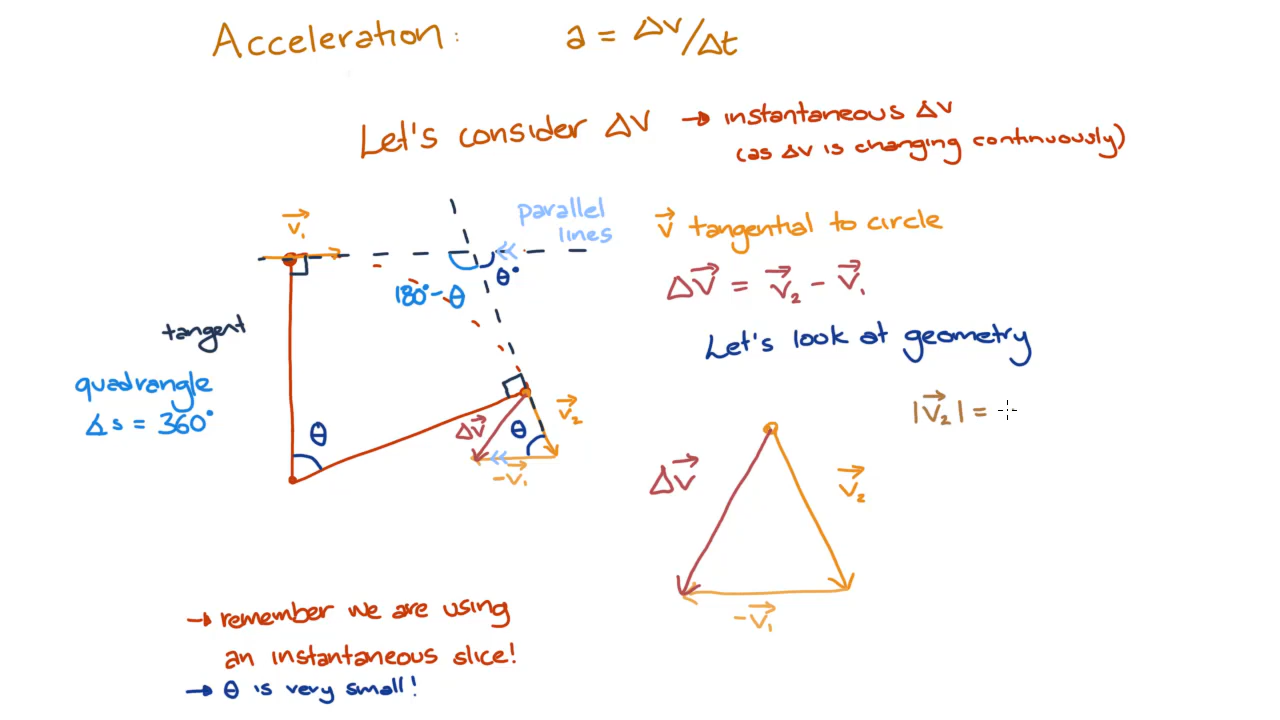 Acceleration: a = Δv/Δt
Let's consider Δv → instantaneous Δv
(as Δv is changing continuously)
v⃗₁
parallel
lines
θ°
180° - θ
tangent
quadrangle
∡s = 360°
θ
Δv⃗
θ
v⃗₂
-v⃗₁
v⃗ tangential to circle
Δv⃗ = v⃗₂ - v⃗₁
Let's look at geometry
|v⃗₂| =
Δv⃗
v⃗₂
-v⃗₁
→ remember we are using
an instantaneous slice!
→ θ is very small!